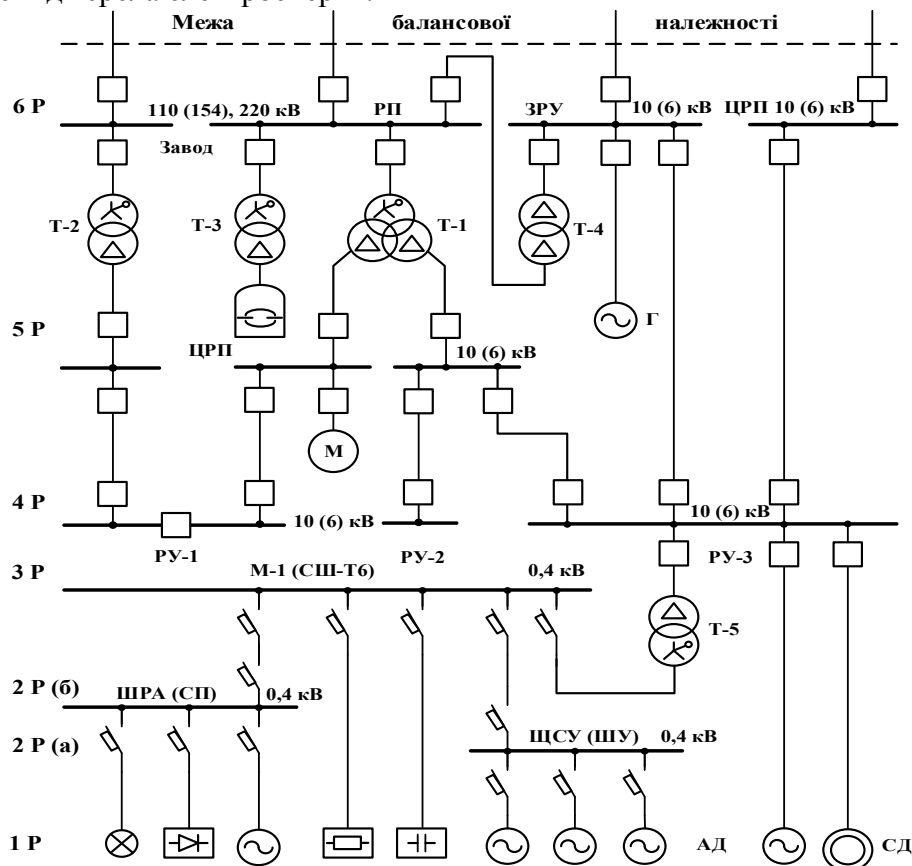 Межа балансової належності
6 Р 110 (154), 220 кВ РП ЗРУ 10 (6) кВ ЦРП 10 (6) кВ
Завод
Т-2 Т-3 Т-1 Т-4
Г
5 Р
ЦРП 10 (6) кВ
М
4 Р
10 (6) кВ 10 (6) кВ
РУ-1 РУ-2 РУ-3
3 Р М-1 (СШ-Т6) 0,4 кВ
Т-5
2 Р (б) ШРА (СП) 0,4 кВ
2 Р (а) ЩСУ (ШУ) 0,4 кВ
1 Р АД СД